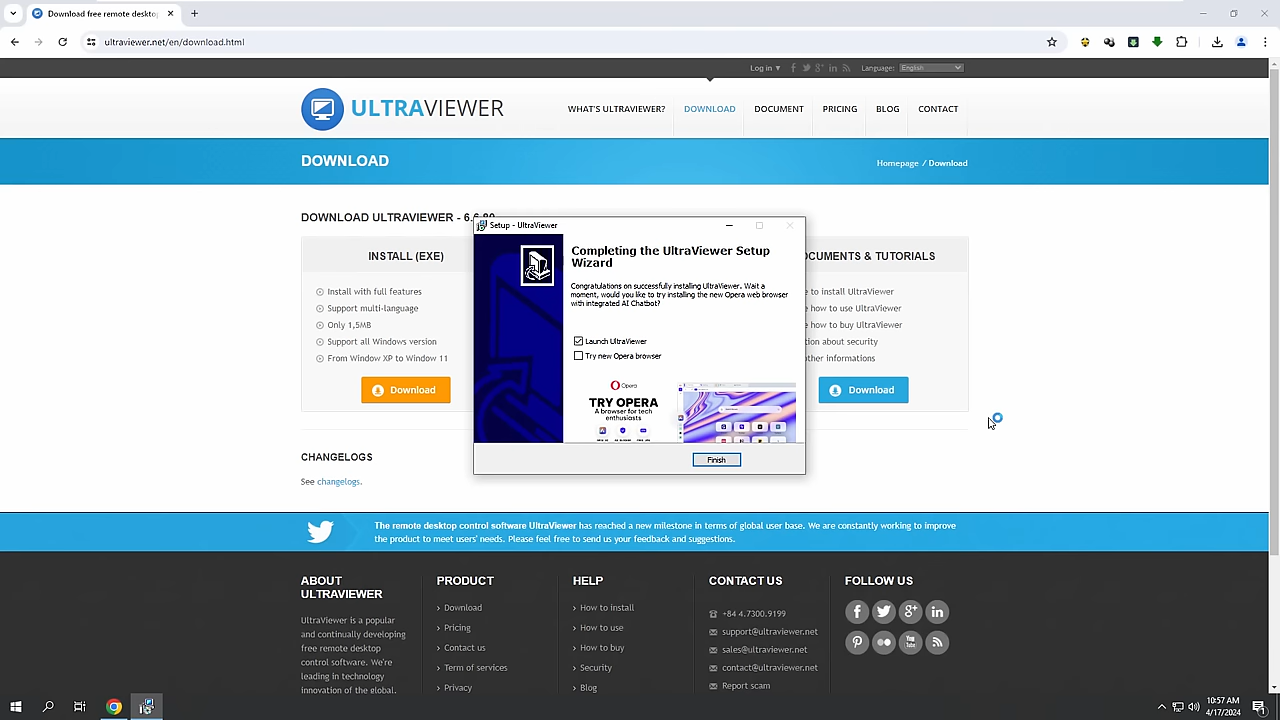 Download free remote desktop
ultraviewer.net/en/download.html
Log in ▼
Language:
English
ULTRAVIEWER
WHAT'S ULTRAVIEWER?
DOWNLOAD
DOCUMENT
PRICING
BLOG
CONTACT
DOWNLOAD
Homepage / Download
DOWNLOAD ULTRAVIEWER - 6.6.80
INSTALL (EXE)
Install with full features
Support multi-language
Only 1,5MB
Support all Windows version
From Window XP to Window 11
Download
Setup - UltraViewer
Completing the UltraViewer Setup
Wizard
Congratulations on successfully installing UltraViewer. Wait a
moment, would you like to try installing the new Opera web browser
with integrated AI Chatbot?
Launch UltraViewer
Try new Opera browser
Opera
TRY OPERA
A browser for tech
enthusiasts
Finish
OCUMENTS & TUTORIALS
e to install UltraViewer
e how to use UltraViewer
e how to buy UltraViewer
tion about security
ther informations
Download
CHANGELOGS
See changelogs.
The remote desktop control software UltraViewer has reached a new milestone in terms of global user base. We are constantly working to improve
the product to meet users' needs. Please feel free to send us your feedback and suggestions.
ABOUT
ULTRAVIEWER
UltraViewer is a popular
and continually developing
free remote desktop
control software. We're
leading in technology
innovation of the global.
PRODUCT
Download
Pricing
Contact us
Term of services
Privacy
HELP
How to install
How to use
How to buy
Security
Blog
CONTACT US
+84 4.7300.9199
support@ultraviewer.net
sales@ultraviewer.net
contact@ultraviewer.net
Report scam
FOLLOW US
10:57 AM
4/17/2024